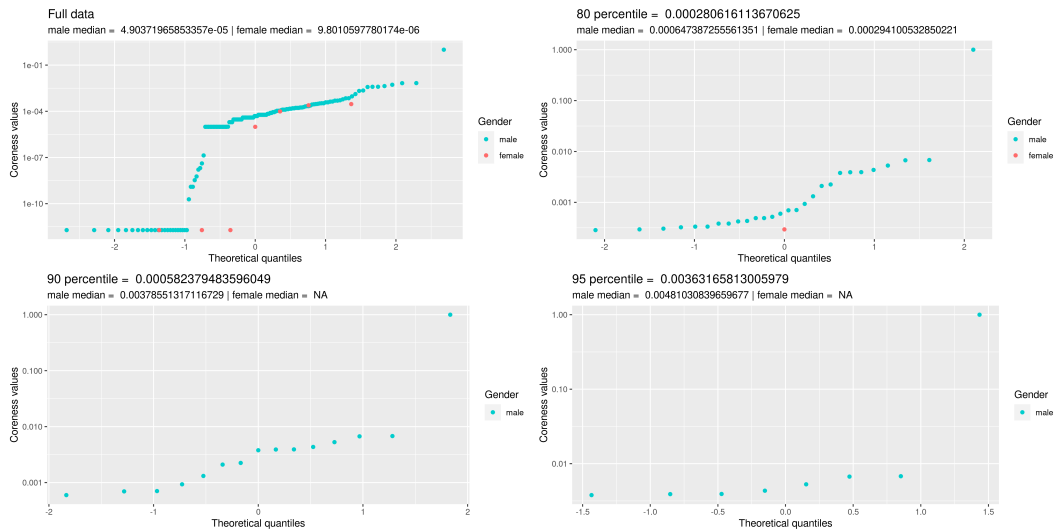 Full data
male median = 4.90371965853357e-05 | female median = 9.8010597780174e-06
1e-01
1e-04
1e-07
1e-10
Coreness values
-2
-1
0
1
2
Theoretical quantiles
Gender
male
female
80 percentile = 0.000280616113670625
male median = 0.000647387255561351 | female median = 0.000294100532850221
1.000
0.100
0.010
0.001
Coreness values
-2
-1
0
1
2
Theoretical quantiles
Gender
male
female
90 percentile = 0.000582379483596049
male median = 0.00378551317116729 | female median = NA
1.000
0.100
0.010
0.001
Coreness values
-2
-1
0
1
2
Theoretical quantiles
Gender
male
95 percentile = 0.00363165813005979
male median = 0.00481030839659677 | female median = NA
1.00
0.10
0.01
Coreness values
-1.5
-1.0
-0.5
0.0
0.5
1.0
1.5
Theoretical quantiles
Gender
male